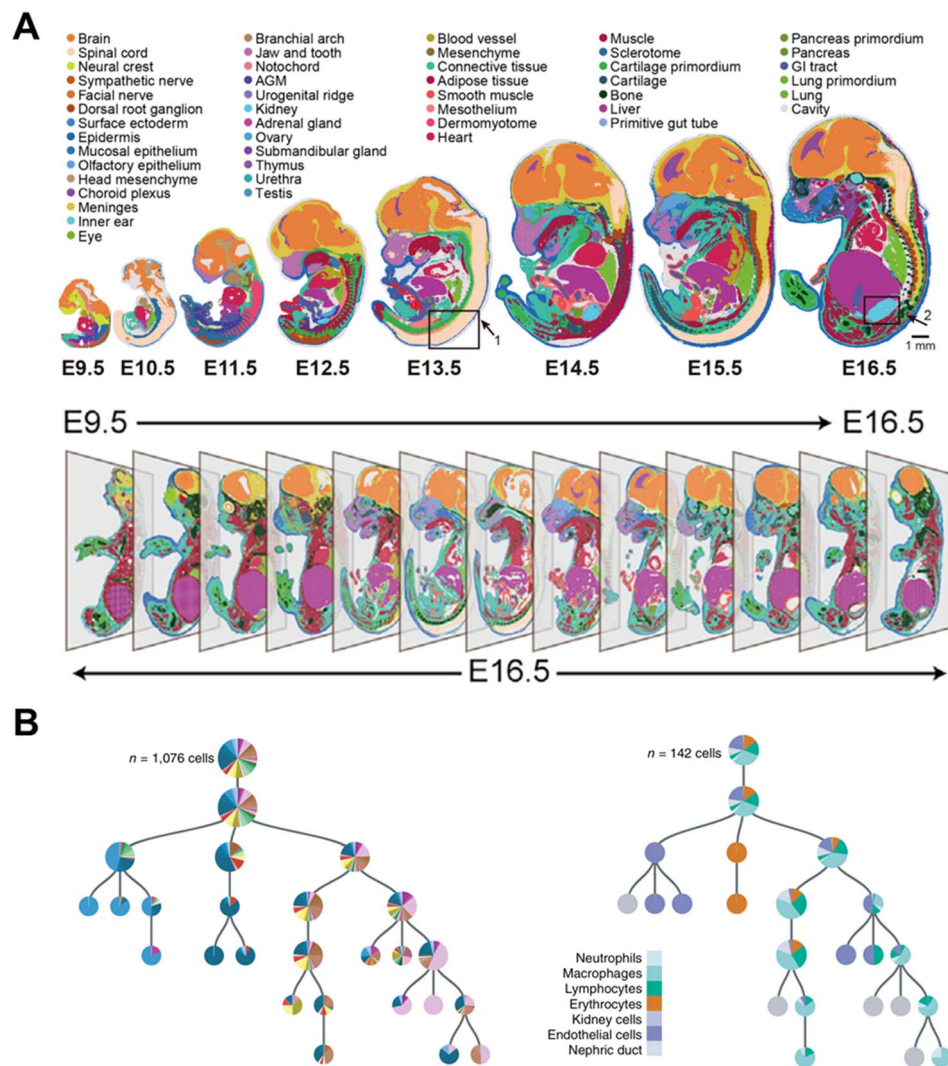 A
Brain
Spinal cord
Neural crest
Sympathetic nerve
Facial nerve
Dorsal root ganglion
Surface ectoderm
Epidermis
Mucosal epithelium
Olfactory epithelium
Head mesenchyme
Choroid plexus
Meninges
Inner ear
Eye
Branchial arch
Jaw and tooth
Notochord
AGM
Urogenital ridge
Kidney
Adrenal gland
Ovary
Submandibular gland
Thymus
Urethra
Testis
Blood vessel
Mesenchyme
Connective tissue
Adipose tissue
Smooth muscle
Mesothelium
Dermomyotome
Heart
Muscle
Sclerotome
Cartilage primordium
Cartilage
Bone
Liver
Primitive gut tube
Pancreas primordium
Pancreas
GI tract
Lung primordium
Lung
Cavity
1
2
1 mm
E9.5 E10.5 E11.5 E12.5 E13.5 E14.5 E15.5 E16.5
E9.5 E16.5
E16.5
B
n = 1,076 cells
n = 142 cells
Neutrophils
Macrophages
Lymphocytes
Erythrocytes
Kidney cells
Endothelial cells
Nephric duct